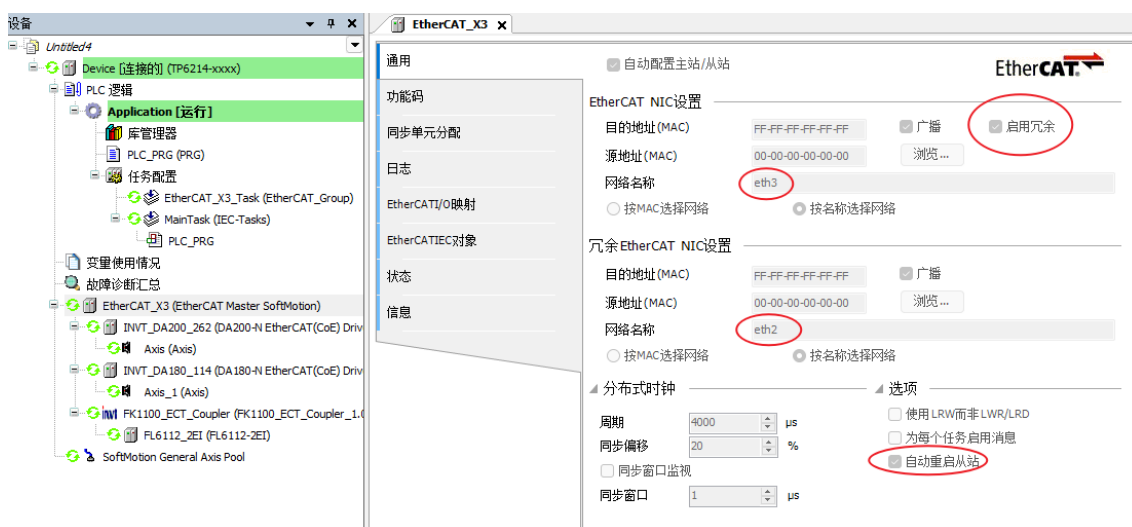 设备
Untitled4
Device [连接的] (TP6214-xxxx)
PLC 逻辑
Application [运行]
库管理器
PLC_PRG (PRG)
任务配置
EtherCAT_X3_Task (EtherCAT_Group)
MainTask (IEC-Tasks)
PLC_PRG
变量使用情况
故障诊断汇总
EtherCAT_X3 (EtherCAT Master SoftMotion)
INVT_DA200_262 (DA200-N EtherCAT(CoE) Driv
Axis (Axis)
INVT_DA180_114 (DA180-N EtherCAT(CoE) Driv
Axis_1 (Axis)
invt FK1100_ECT_Coupler (FK1100_ECT_Coupler_1.0
FL6112_2EI (FL6112-2EI)
SoftMotion General Axis Pool
EtherCAT_X3
通用
功能码
同步单元分配
日志
EtherCATI/O映射
EtherCATIEC对象
状态
信息
自动配置主站/从站
EtherCAT
EtherCAT NIC设置
目的地址(MAC) FF-FF-FF-FF-FF-FF 广播 启用冗余
源地址(MAC) 00-00-00-00-00-00 浏览...
网络名称 eth3
按MAC选择网络 按名称选择网络
冗余EtherCAT NIC设置
目的地址(MAC) FF-FF-FF-FF-FF-FF 广播
源地址(MAC) 00-00-00-00-00-00 浏览...
网络名称 eth2
按MAC选择网络 按名称选择网络
分布式时钟
周期 4000 µs
同步偏移 20 %
同步窗口监视
同步窗口 1 µs
选项
使用LRW而非LWR/LRD
为每个任务启用消息
自动重启从站